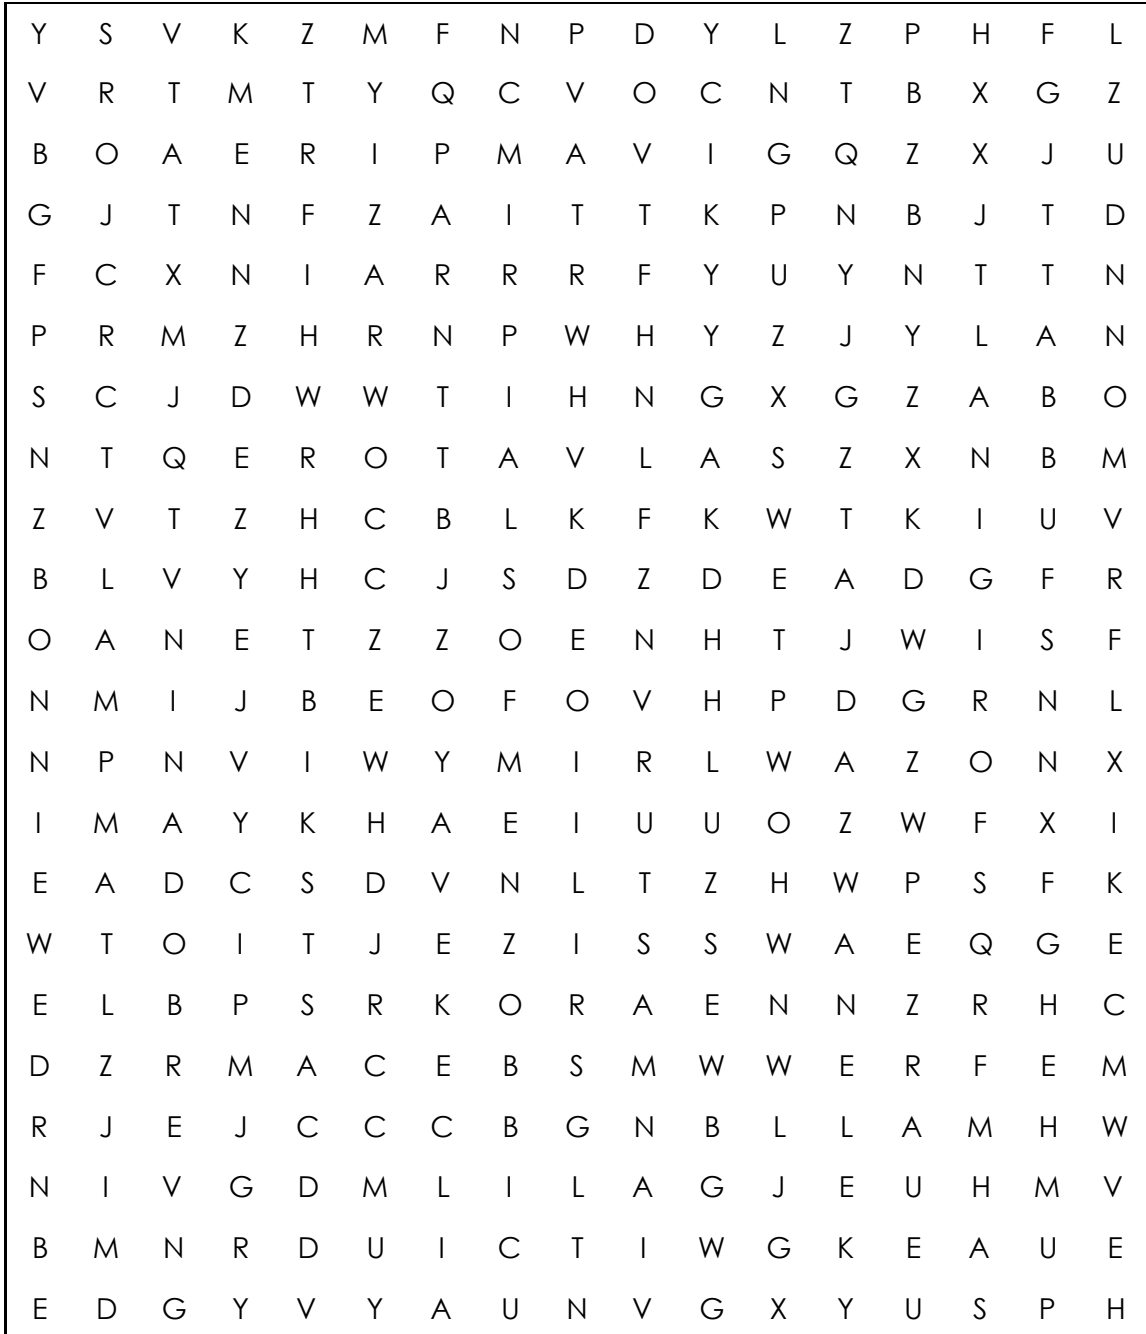 Y S V K Z M F N P D Y L Z P H F L
V R T M T Y Q C V O C N T B X G Z
B O A E R I P M A V I G Q Z X J U
G J T N F Z A I T T K P N B J T D
F C X N I A R R R F Y U Y N T T N
P R M Z H R N P W H Y Z J Y L A N
S C J D W W T I H N G X G Z A B O
N T Q E R O T A V L A S Z X N B M
Z V T Z H C B L K F K W T K I U V
B L V Y H C J S D Z D E A D G F R
O A N E T Z Z O E N H T J W I S F
N M I J B E O F O V H P D G R N L
N P N V I W Y M I R L W A Z O N X
I M A Y K H A E I U U O Z W F X I
E A D C S D V N L T Z H W P S F K
W T O I T J E Z I S S W A E Q G E
E L B P S R K O R A E N N Z R H C
D Z R M A C E B S M W W E R F E M
R J E J C C C B G N B L L A M H W
N I V G D M L I L A G J E U H M V
B M N R D U I C T I W G K E A U E
E D G Y V Y A U N V G X Y U S P H